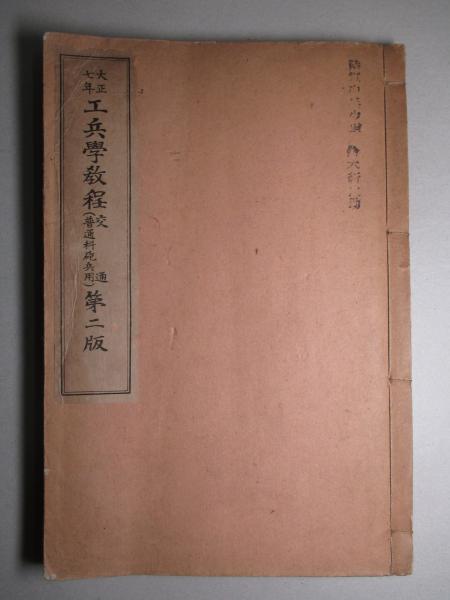 大正七年
工兵學教程
交通
(普通科砲兵用)
第二版